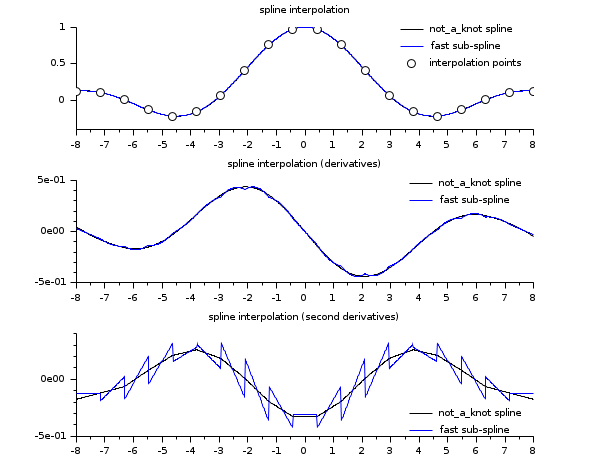 spline interpolation
1
0.5
0
not_a_knot spline
fast sub-spline
interpolation points
-8 -7 -6 -5 -4 -3 -2 -1 0 1 2 3 4 5 6 7 8
spline interpolation (derivatives)
5e-01
0e00
-5e-01
not_a_knot spline
fast sub-spline
-8 -7 -6 -5 -4 -3 -2 -1 0 1 2 3 4 5 6 7 8
spline interpolation (second derivatives)
0e00
-5e-01
not_a_knot spline
fast sub-spline
-8 -7 -6 -5 -4 -3 -2 -1 0 1 2 3 4 5 6 7 8